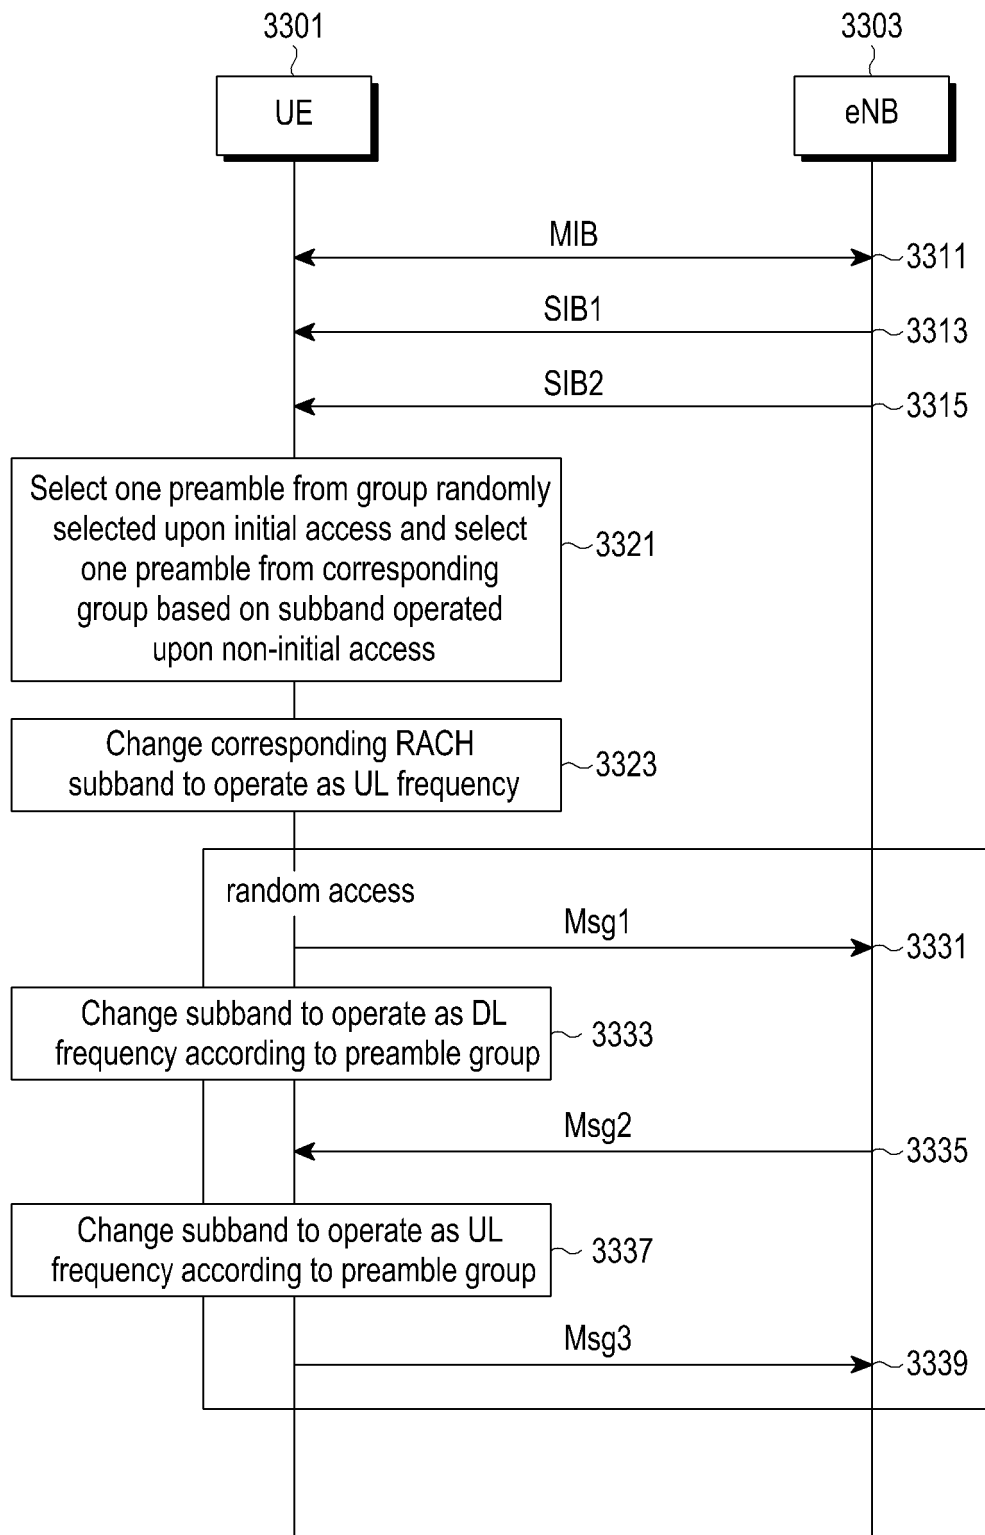 3301
3303
UE
eNB
MIB
3311
SIB1
3313
SIB2
3315
Select one preamble from group randomly
selected upon initial access and select
one preamble from corresponding
group based on subband operated
upon non-initial access
3321
Change corresponding RACH
subband to operate as UL frequency
3323
random access
Msg1
3331
Change subband to operate as DL
frequency according to preamble group
3333
Msg2
3335
Change subband to operate as UL
frequency according to preamble group
3337
Msg3
3339